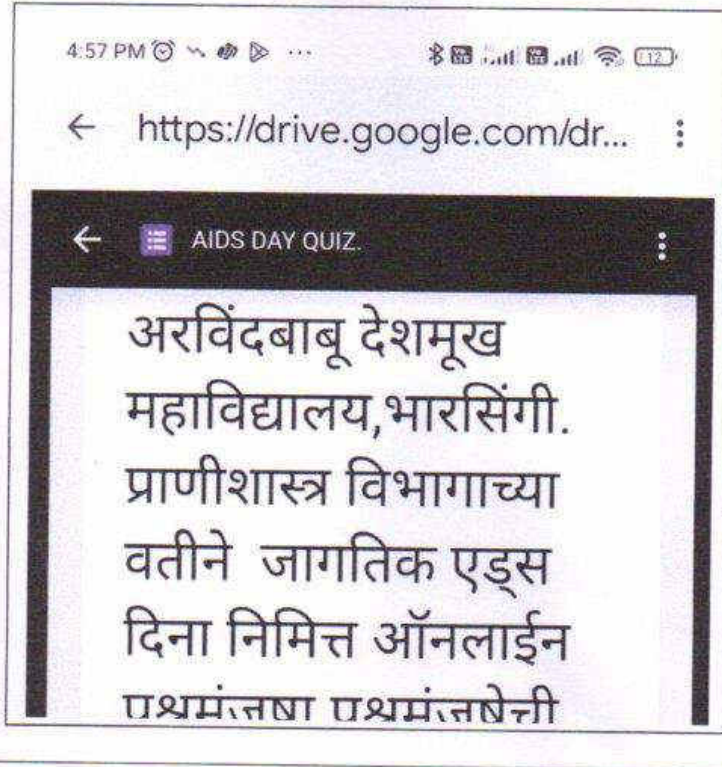 4:57 PM ...
12
https://drive.google.com/dr...
AIDS DAY QUIZ.
अरविंदबाबू देशमूख
महाविद्यालय,भारसिंगी.
प्राणीशास्त्र विभागाच्या
वतीने जागतिक एड्स
दिना निमित्त ऑनलाईन